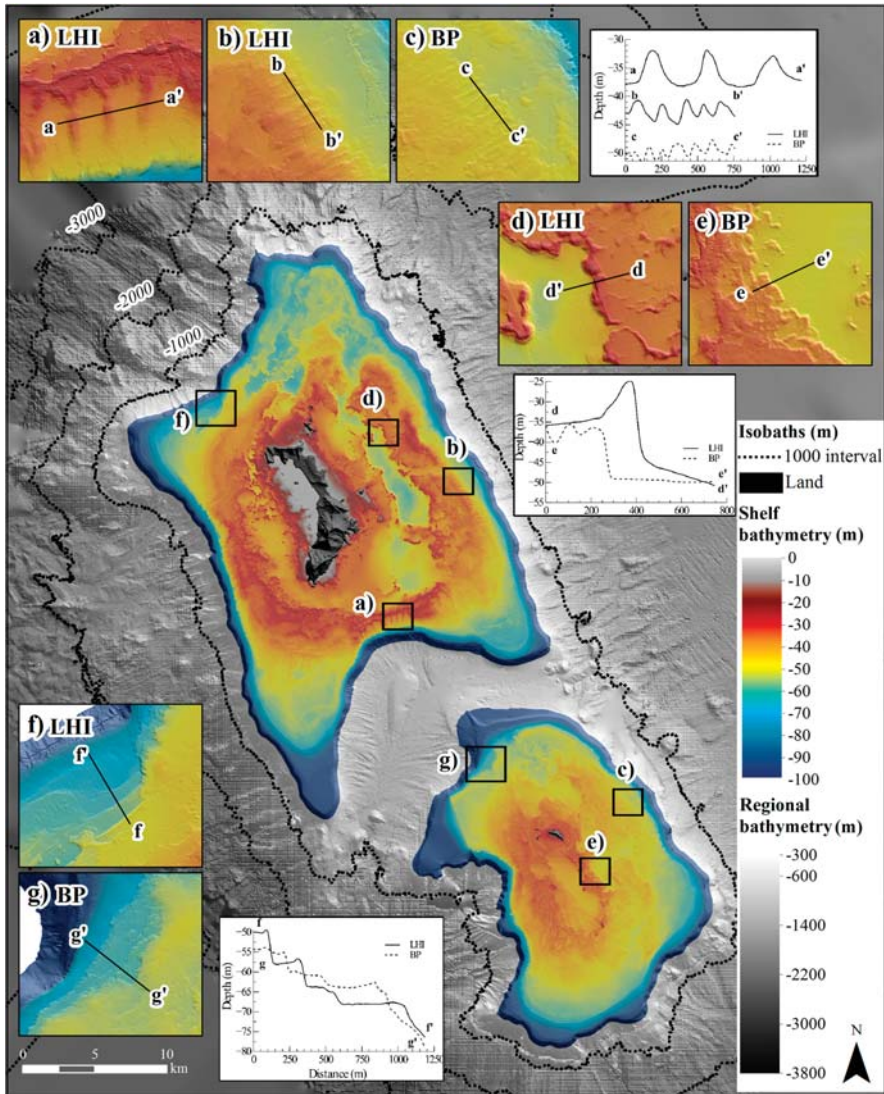 a) LHI
a
a'
b) LHI
b
b'
c) BP
c
c'
Depth (m)
-30
-35
-40
-45
-50
a
a'
b
b'
c
c'
LHI
BP
0 250 500 750 1000 1250
d) LHI
d'
d
e) BP
e
e'
-3000
-2000
-1000
f)
d)
b)
a)
Depth (m)
-25
-30
-35
-40
-45
-50
-55
d
e
LHI
BP
c'
d'
0 200 400 600 800
Isobaths (m)
1000 interval
Land
Shelf
bathymetry (m)
0
-10
-20
-30
-40
-50
-60
-70
-80
-90
-100
Regional
bathymetry (m)
-300
-600
-1400
-2200
-3000
-3800
N
g)
c)
e)
f) LHI
f'
f
g) BP
g'
g'
0 5 10
km
Depth (m)
-50
-55
-60
-65
-70
-75
-80
f
g
LHI
BP
f'
g'
0 250 500 750 1000 1250
Distance (m)